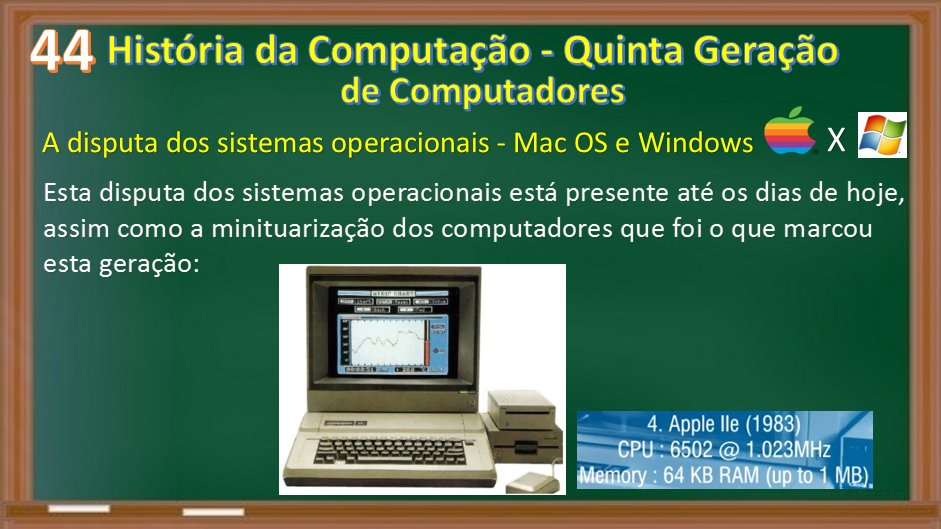 44 História da Computação - Quinta Geração
de Computadores
A disputa dos sistemas operacionais - Mac OS e Windows X
Esta disputa dos sistemas operacionais está presente até os dias de hoje,
assim como a minituarização dos computadores que foi o que marcou
esta geração:
4. Apple IIe (1983)
CPU : 6502 @ 1.023MHz
Memory : 64 KB RAM (up to 1 MB)